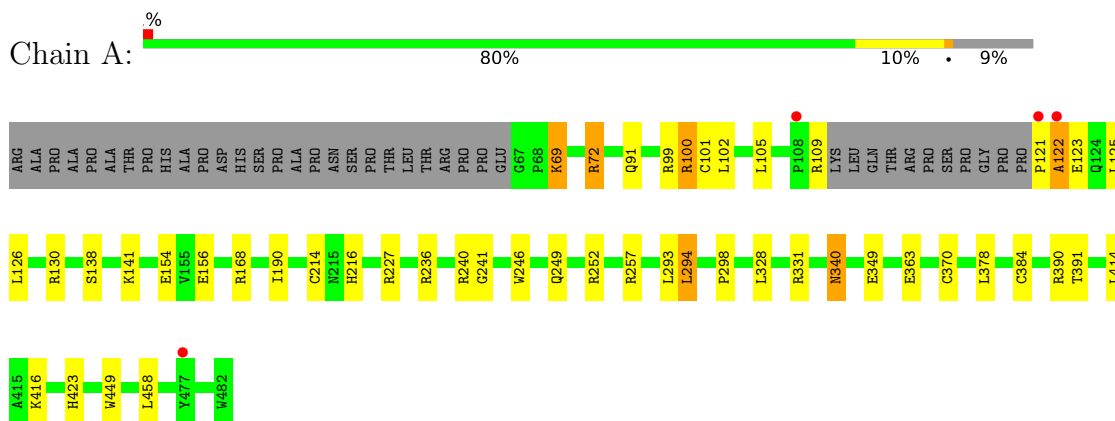 .%
Chain A:
80% 10% • 9%
ARG ALA PRO ALA PRO ALA THR PRO HIS ALA PRO ASP HIS SER PRO ALA PRO ASN SER PRO THR LEU THR ARG PRO PRO GLU G67 P68 K69 R72 Q91 R99 R100 C101 L102 L105 P108 R109 LYS LEU GLN THR ARG PRO SER PRO GLY PRO PRO P121 A122 E123 Q124 L125
L126 R130 S138 K141 E154 V155 E156 R168 I190 C214 N215 H216 R227 R236 R240 G241 W246 Q249 R252 R257 L293 L294 P298 L328 R331 N340 E349 E363 C370 L378 C384 R390 T391 L414
A415 K416 H423 W449 L458 Y477 W482